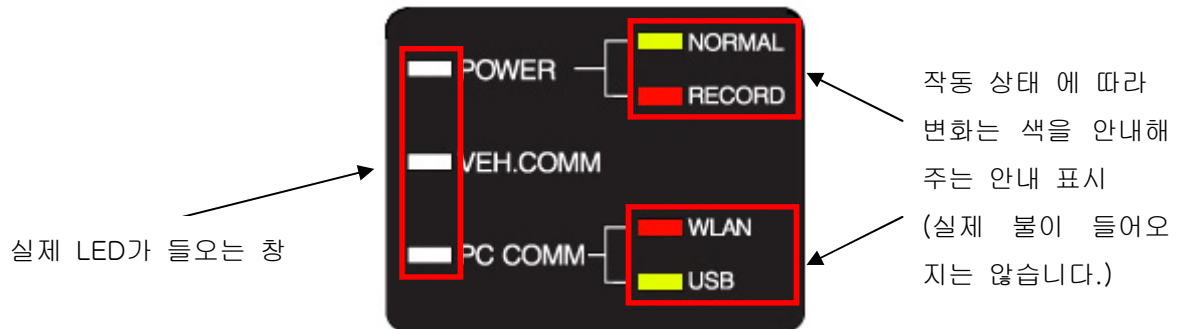 NORMAL
POWER
RECORD
VEH.COMM
WLAN
PC COMM
USB
실제 LED가 들오는 창
작동 상태 에 따라
변화는 색을 안내해
주는 안내 표시
(실제 불이 들어오
지는 않습니다.)